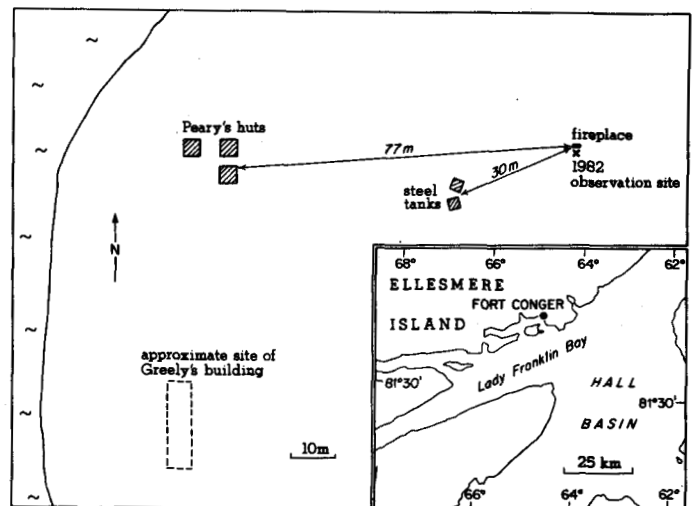 Peary's huts
77m
fireplace
1982
observation site
30m
steel
tanks
N
approximate site of
Greely's building
10m
68° 66° 64° 62°
ELLESMERE
FORT CONGER
ISLAND
Lady Franklin Bay
81°30'
HALL
81°30'
BASIN
25 km
66° 64° 62°